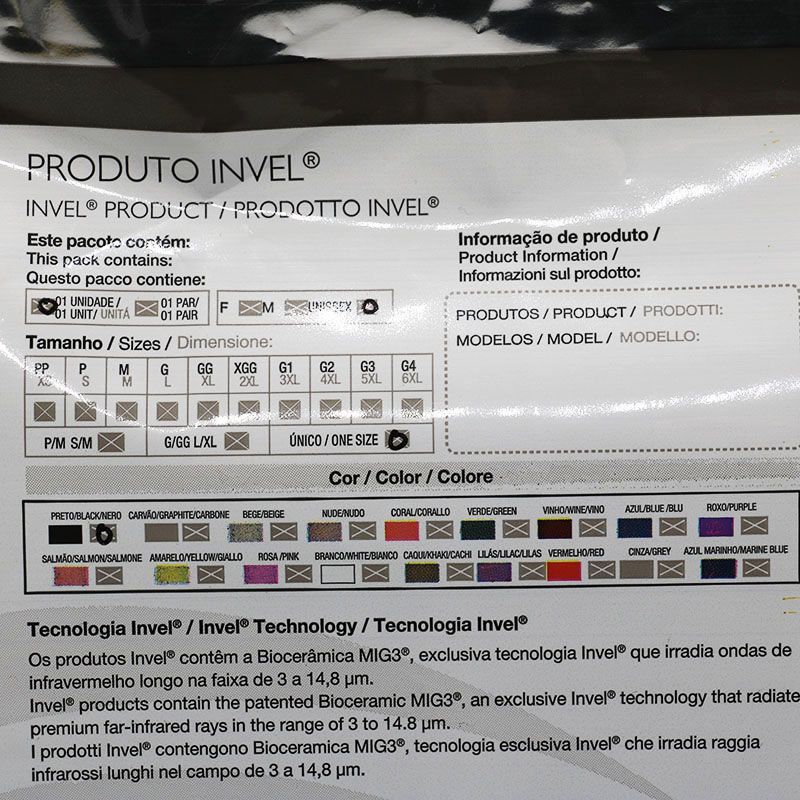 PRODUTO INVEL®
INVEL® PRODUCT / PRODOTTO INVEL®
Este pacote contém:
This pack contains:
Questo pacco contiene:
01 UNIDADE /
01 UNIT/ UNITÁ
01 PAR/
01 PAIR
F M UNISSEX
Informação de produto /
Product Information /
Informazioni sul prodotto:
PRODUTOS / PRODUCT / PRODOTTI:
MODELOS / MODEL / MODELLO:
Tamanho / Sizes / Dimensione:
PP P M G GG XGG G1 G2 G3 G4
XS S M L XL 2XL 3XL 4XL 5XL 6XL
P/M S/M G/GG L/XL ÚNICO / ONE SIZE
Cor / Color / Colore
PRETO/BLACK/NERO CARVÃO/GRAPHITE/CARBONE BEGE/BEIGE NUDE/NUDO CORAL/CORALLO VERDE/GREEN VINHO/WINE/VINO AZUL/BLUE /BLU ROXO/PURPLE
SALMÃO/SALMON/SALMONE AMARELO/YELLOW/GIALLO ROSA /PINK BRANCO/WHITE/BIANCO CAQUI/KHAKI/CACHI LILÁS/LILAC/LILAS VERMELHO/RED CINZA/GREY AZUL MARINHO/MARINE BLUE
Tecnologia Invel® / Invel® Technology / Tecnologia Invel®
Os produtos Invel® contêm a Biocerâmica MIG3®, exclusiva tecnologia Invel® que irradia ondas de
infravermelho longo na faixa de 3 a 14,8 µm.
Invel® products contain the patented Bioceramic MIG3®, an exclusive Invel® technology that radiate
premium far-infrared rays in the range of 3 to 14.8 µm.
I prodotti Invel® contengono Bioceramica MIG3®, tecnologia esclusiva Invel® che irradia raggia
infrarossi lunghi nel campo de 3 a 14,8 µm.